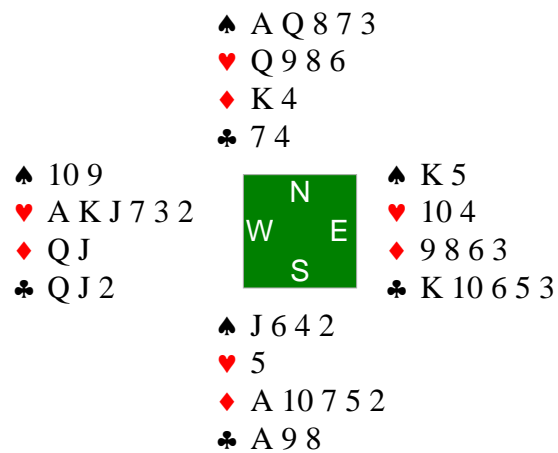 ♠ A Q 8 7 3
♥ Q 9 8 6
♦ K 4
♣ 7 4
♠ 10 9
♥ A K J 7 3 2
♦ Q J
♣ Q J 2
N
W E
S
♠ K 5
♥ 10 4
♦ 9 8 6 3
♣ K 10 6 5 3
♠ J 6 4 2
♥ 5
♦ A 10 7 5 2
♣ A 9 8